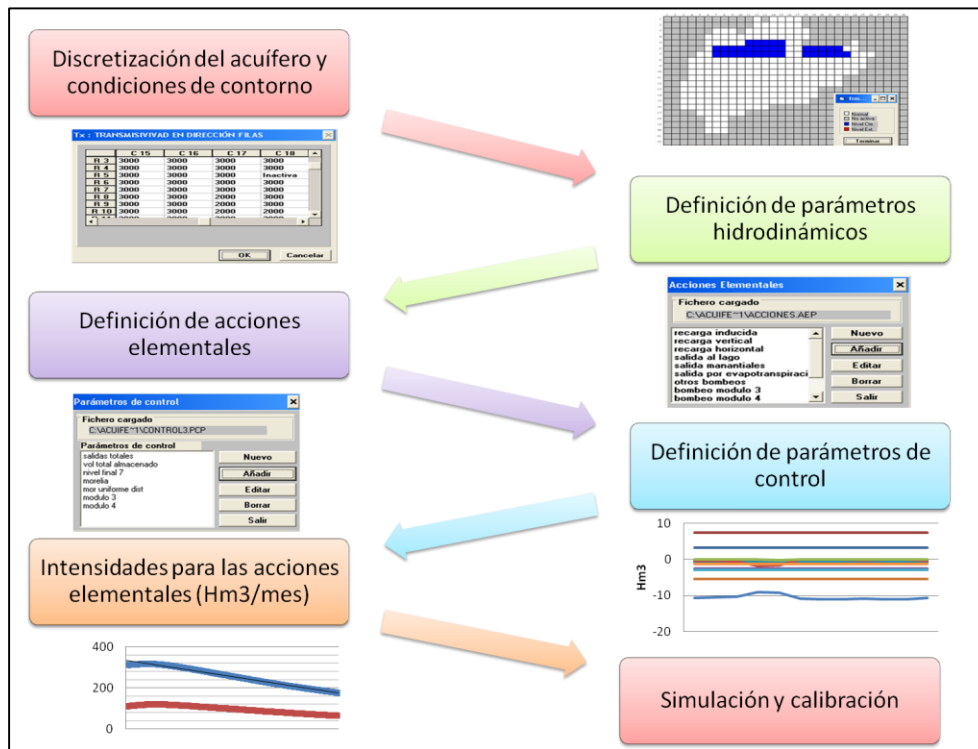 Discretización del acuífero y
condiciones de contorno
Normal
Terminar
Tx : TRANSMISIVIDAD EN DIRECCIÓN FILAS
C 15 C 16 C 17 C 18
R 3 3000 3000 3000 3000
R 4 3000 3000 3000 3000
R 5 3000 3000 3000 Inactiva
R 6 3000 3000 3000 3000
R 7 3000 3000 3000 3000
R 8 3000 3000 2000 3000
R 9 3000 3000 2000 3000
R 10 3000 3000 2000 2000
OK Cancelar
Definición de parámetros
hidrodinámicos
Definición de acciones
elementales
Acciones Elementales
Fichero cargado
C:\ACUIFE~1\ACCIONES.AEP
recarga inducida
recarga vertical
recarga horizontal
salida al lago
salida manantiales
salida por evapotranspiraci
otros bombeos
bombeo modulo 3
bombeo modulo 4
Nuevo
Añadir
Editar
Borrar
Salir
Parámetros de control
Fichero cargado
C:\ACUIFE~1\CONTROL3.PCP
Parámetros de control
salidas totales
vol total almacenado
nivel final 7
morelia
mor uniforme dist
modulo 3
modulo 4
Nuevo
Añadir
Editar
Borrar
Salir
Definición de parámetros de
control
Intensidades para las acciones
elementales (Hm3/mes)
10
0
-10
-20
Hm3
400
200
0
Simulación y calibración